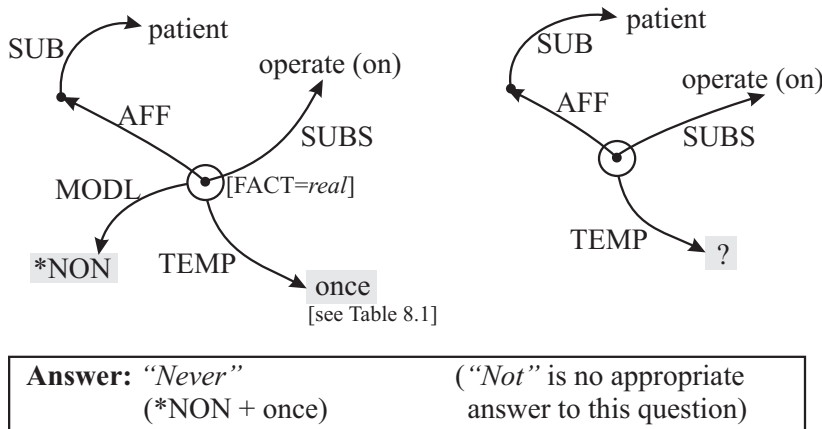 SUB
patient
operate (on)
AFF
SUBS
MODL
[FACT=real]
*NON
TEMP
once
[see Table 8.1]
SUB
patient
operate (on)
AFF
SUBS
TEMP
?
Answer: “Never” (“Not” is no appropriate
(*NON + once) answer to this question)